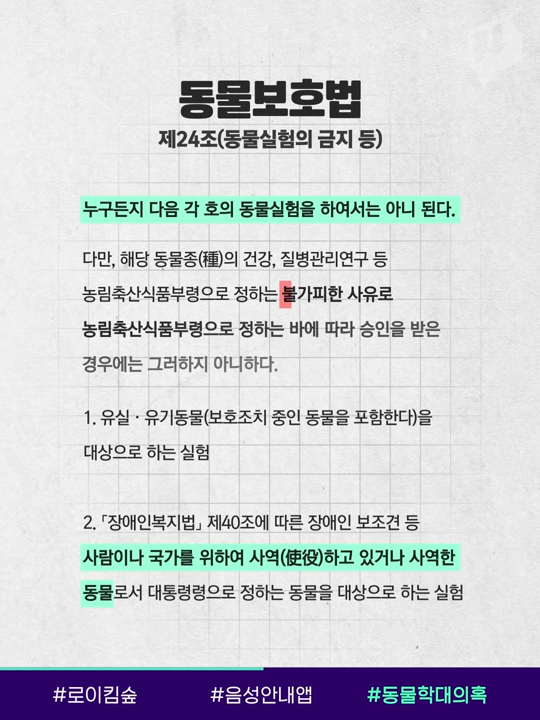 동물보호법
제24조(동물실험의 금지 등)
누구든지 다음 각 호의 동물실험을 하여서는 아니 된다.
다만, 해당 동물종(種)의 건강, 질병관리연구 등
농림축산식품부령으로 정하는 불가피한 사유로
농림축산식품부령으로 정하는 바에 따라 승인을 받은
경우에는 그러하지 아니하다.
1. 유실ㆍ유기동물(보호조치 중인 동물을 포함한다)을
대상으로 하는 실험
2. 「장애인복지법」 제40조에 따른 장애인 보조견 등
사람이나 국가를 위하여 사역(使役)하고 있거나 사역한
동물로서 대통령령으로 정하는 동물을 대상으로 하는 실험
#로이킴숲 #음성안내앱 #동물학대의혹